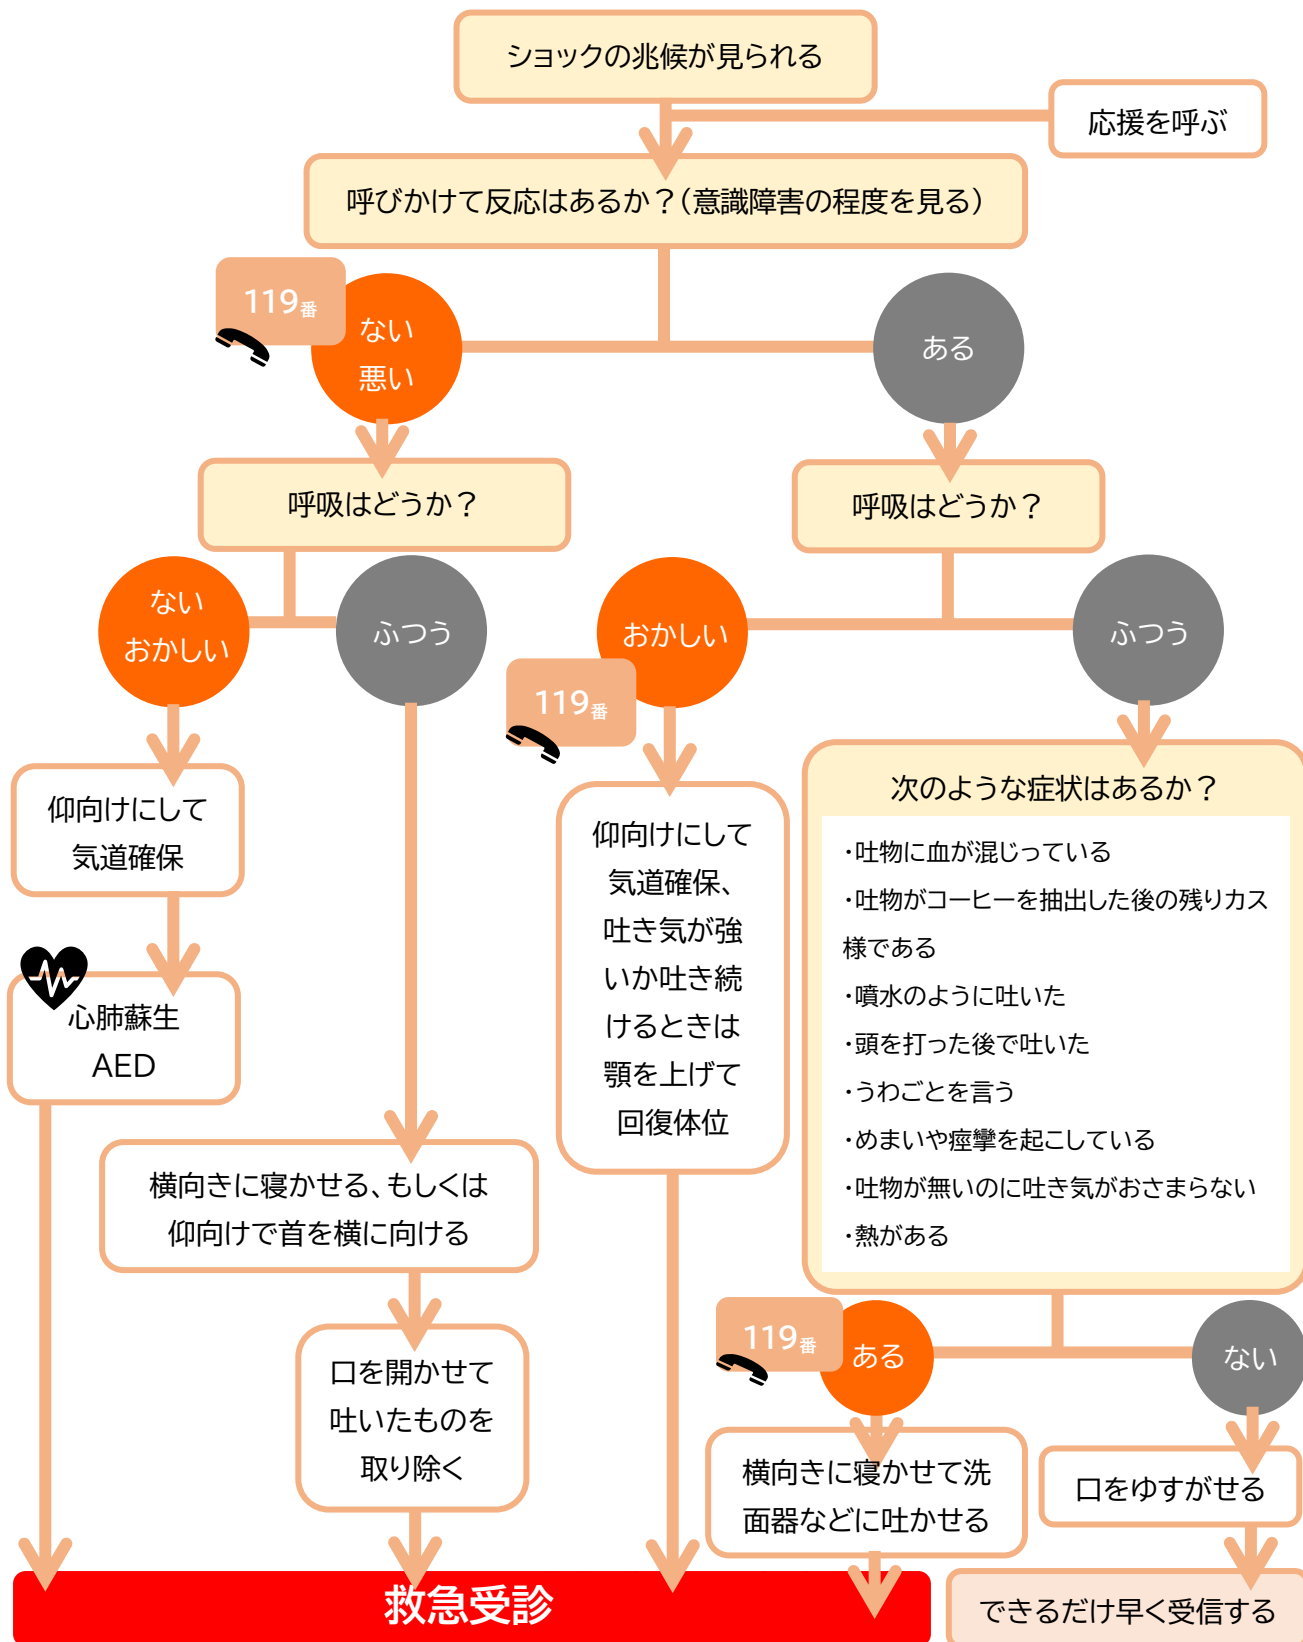 ショックの兆候が見られる
応援を呼ぶ
呼びかけて反応はあるか？（意識障害の程度を見る）
119番
ない
悪い
ある
呼吸はどうか？
呼吸はどうか？
ない
おかしい
ふつう
おかしい
ふつう
119番
仰向けにして
気道確保
心肺蘇生
AED
横向きに寝かせる、もしくは
仰向けで首を横に向ける
口を開かせて
吐いたものを
取り除く
仰向けにして
気道確保、
吐き気が強
いか吐き続
けるときは
顎を上げて
回復体位
次のような症状はあるか？
・吐物に血が混じっている
・吐物がコーヒーを抽出した後の残りカス
様である
・噴水のように吐いた
・頭を打った後で吐いた
・うわごとを言う
・めまいや痙攣を起こしている
・吐物が無いのに吐き気がおさまらない
・熱がある
119番
ある
ない
横向きに寝かせて洗
面器などに吐かせる
口をゆすがせる
救急受診
できるだけ早く受信する